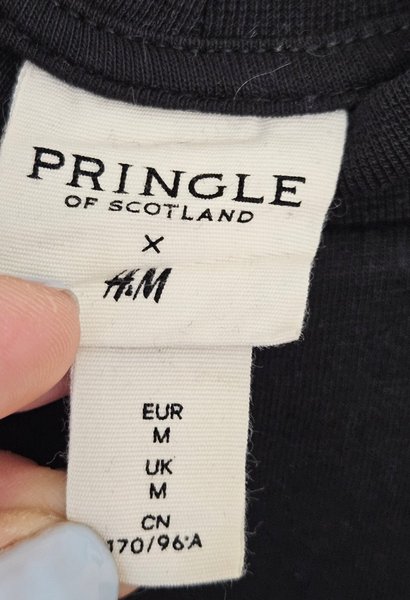 PRINGLE
OF SCOTLAND
X
H&M
EUR
M
UK
M
CN
170/96A